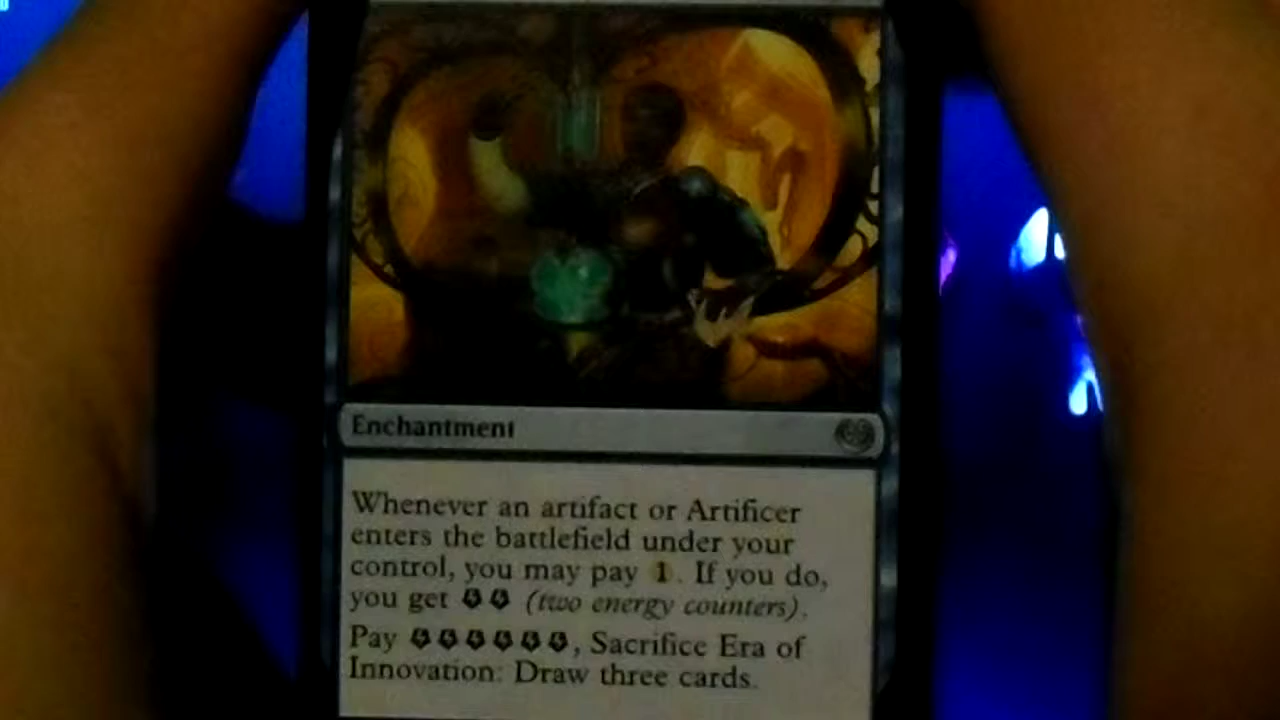 Enchantment
Whenever an artifact or Artificer
enters the battlefield under your
control, you may pay 1. If you do,
you get (two energy counters).
Pay , Sacrifice Era of
Innovation: Draw three cards.